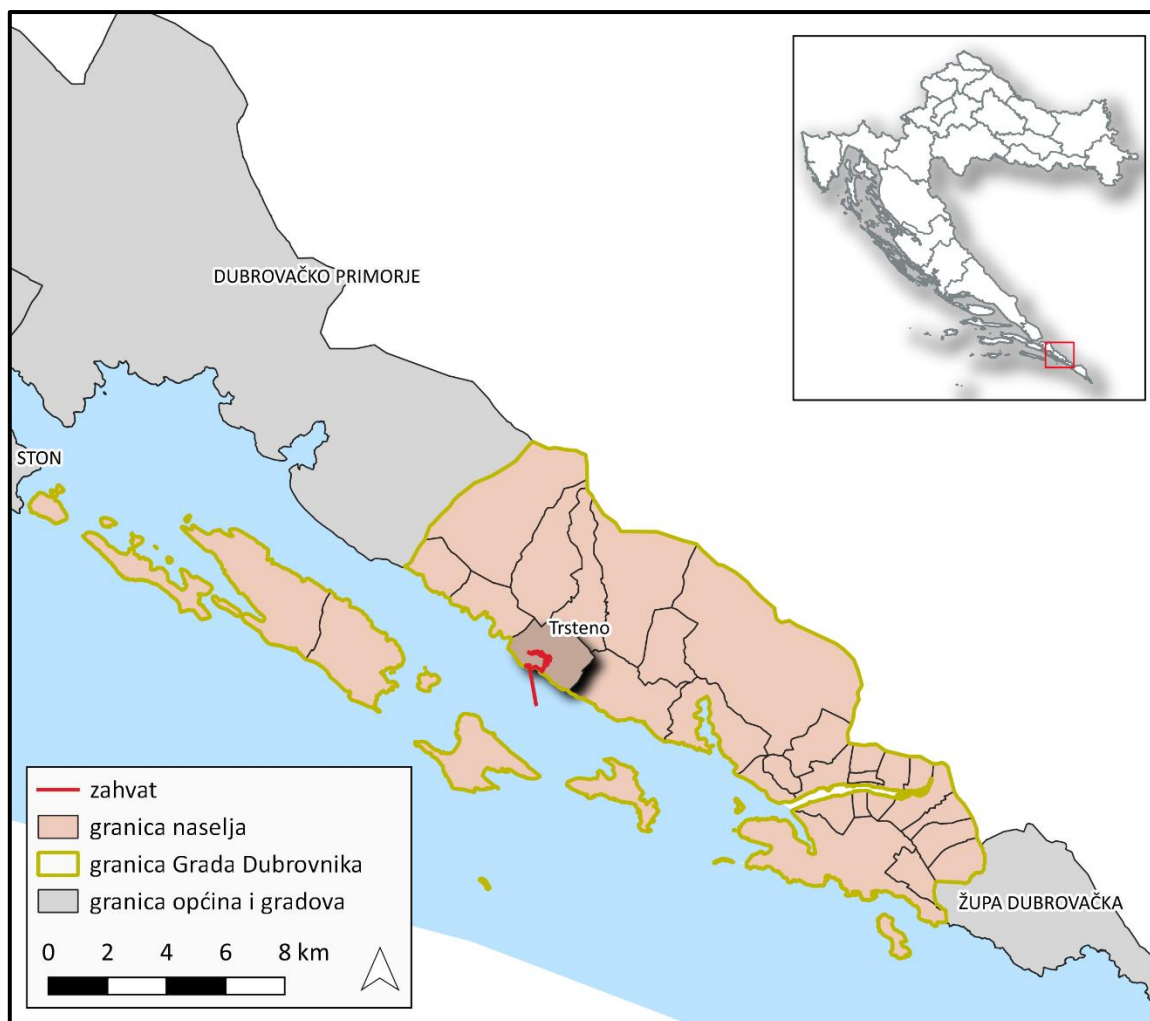 DUBROVAČKO PRIMORJE
STON
Trsteno
ŽUPA DUBROVAČKA
zahvat
granica naselja
granica Grada Dubrovnika
granica općina i gradova
0 2 4 6 8 km